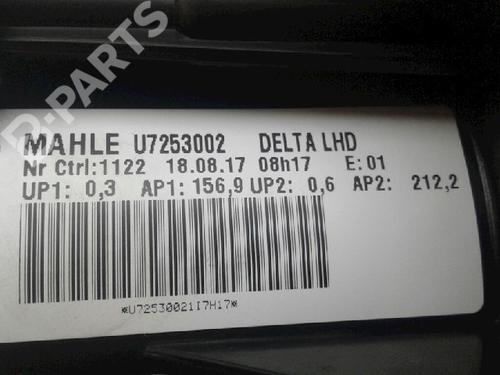 D-PARTS
MAHLE U7253002 DELTA LHD
Nr Ctrl:1122 18.08.17 08h17 E:01
UP1: 0,3 AP1: 156,9 UP2: 0,6 AP2: 212,2
*U72530021I7H17*